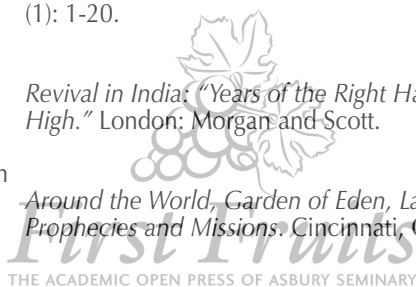 (1): 1-20.
Revival in India: “Years of the Right Ha
High.” London: Morgan and Scott.
n
Around the World, Garden of Eden, La
Prophecies and Missions. Cincinnati, O
First Fruits
THE ACADEMIC OPEN PRESS OF ASBURY SEMINARY